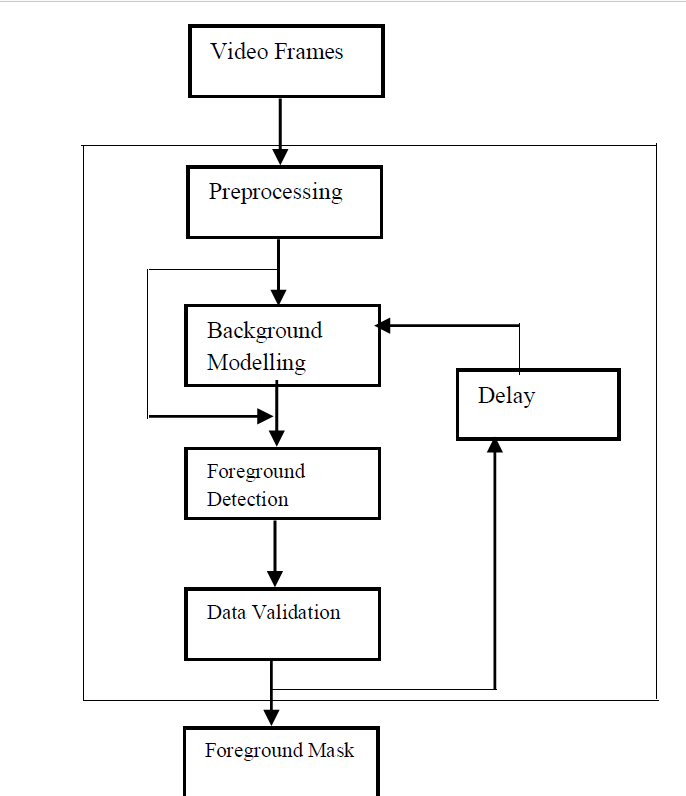 Video Frames
Preprocessing
Background
Modelling
Delay
Foreground
Detection
Data Validation
Foreground Mask